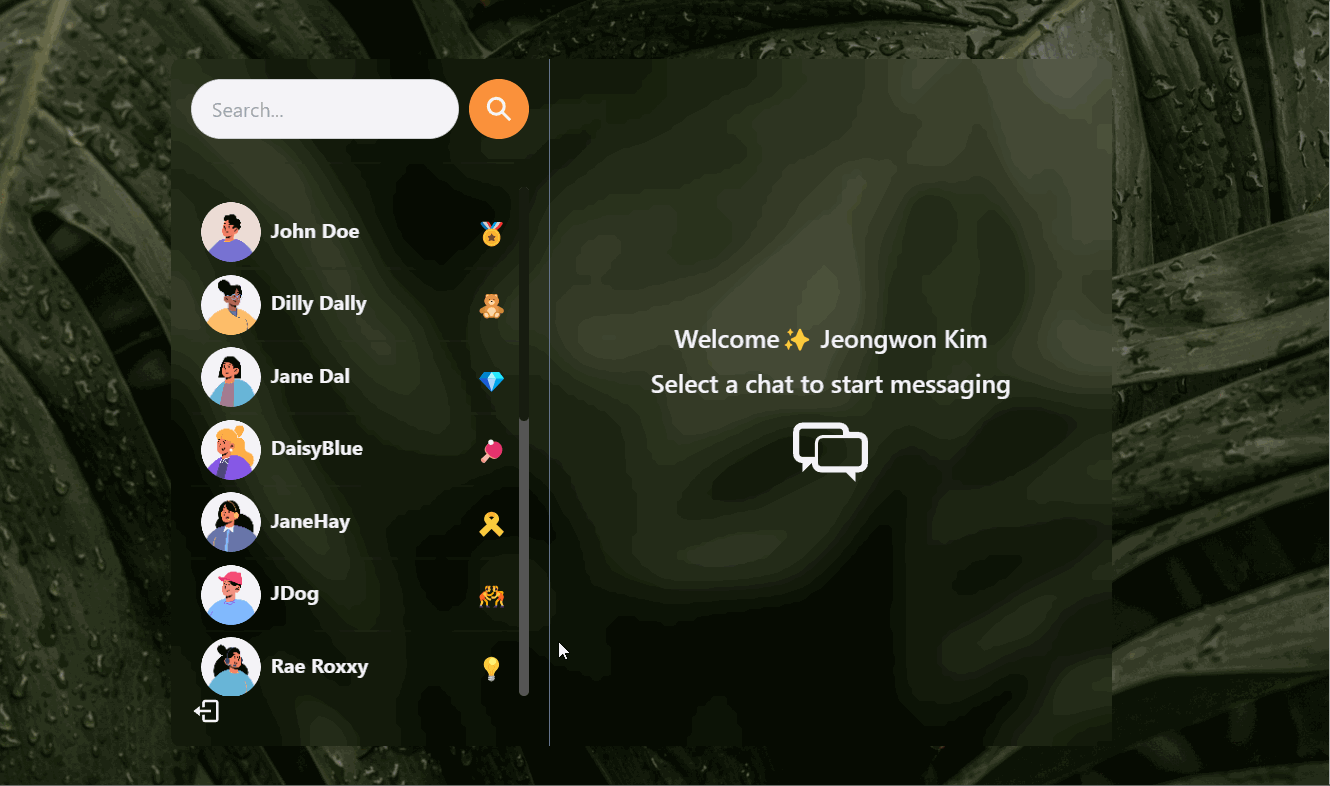 Search...
John Doe
Dilly Dally
Jane Dal
DaisyBlue
JaneHay
JDog
Rae Roxxy
Welcome✨ Jeongwon Kim
Select a chat to start messaging